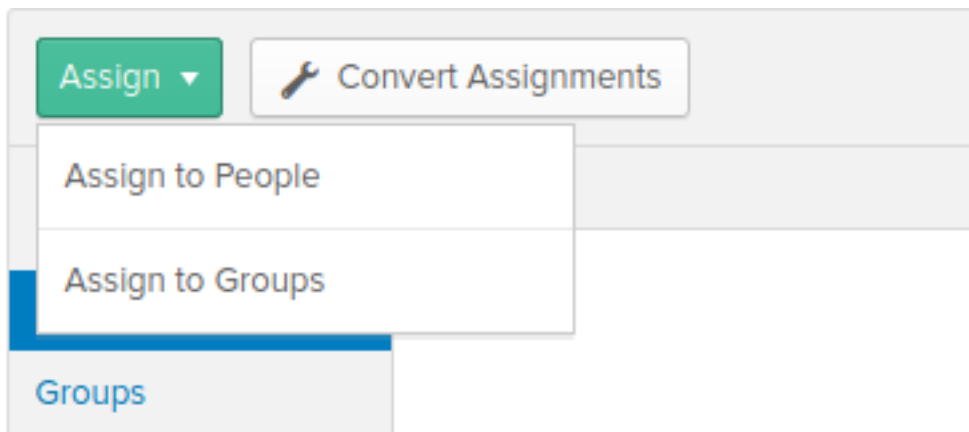 Assign
Convert Assignments
Assign to People
Assign to Groups
Groups